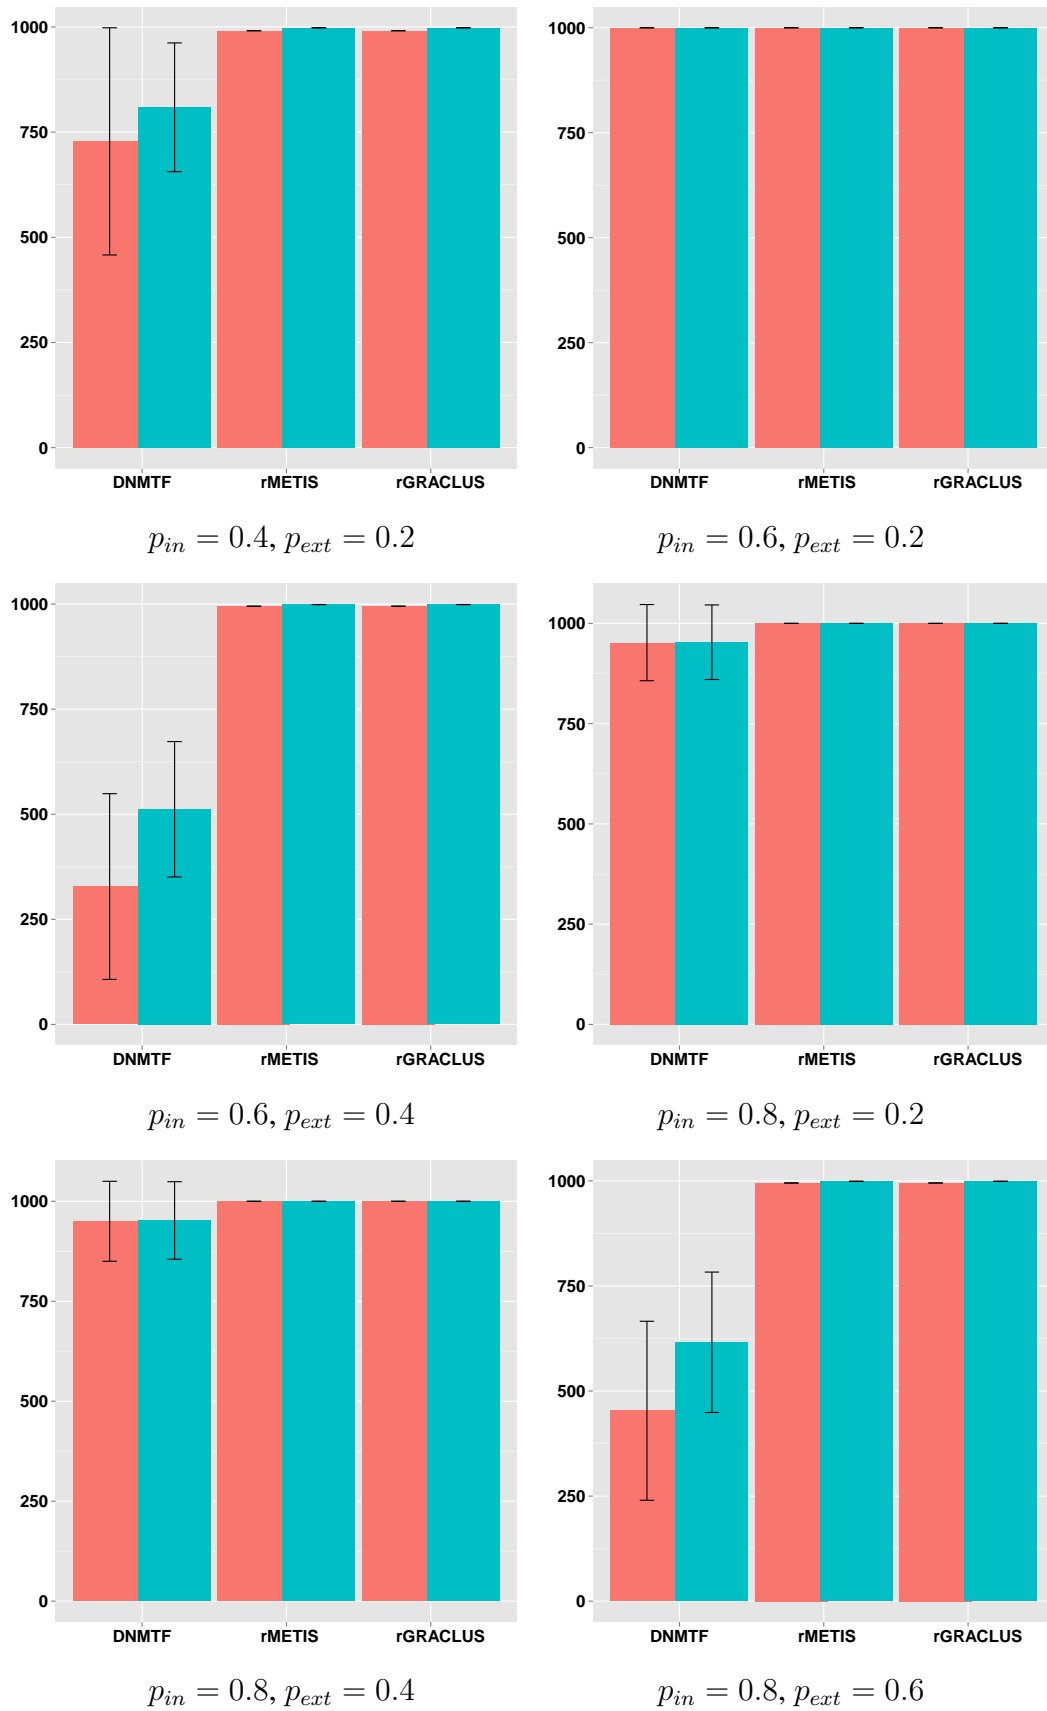 1000
750
500
250
0
DNMTF rMETIS rGRACLUS
p_in = 0.4, p_ext = 0.2
1000
750
500
250
0
DNMTF rMETIS rGRACLUS
p_in = 0.6, p_ext = 0.2
1000
750
500
250
0
DNMTF rMETIS rGRACLUS
p_in = 0.6, p_ext = 0.4
1000
750
500
250
0
DNMTF rMETIS rGRACLUS
p_in = 0.8, p_ext = 0.2
1000
750
500
250
0
DNMTF rMETIS rGRACLUS
p_in = 0.8, p_ext = 0.4
1000
750
500
250
0
DNMTF rMETIS rGRACLUS
p_in = 0.8, p_ext = 0.6